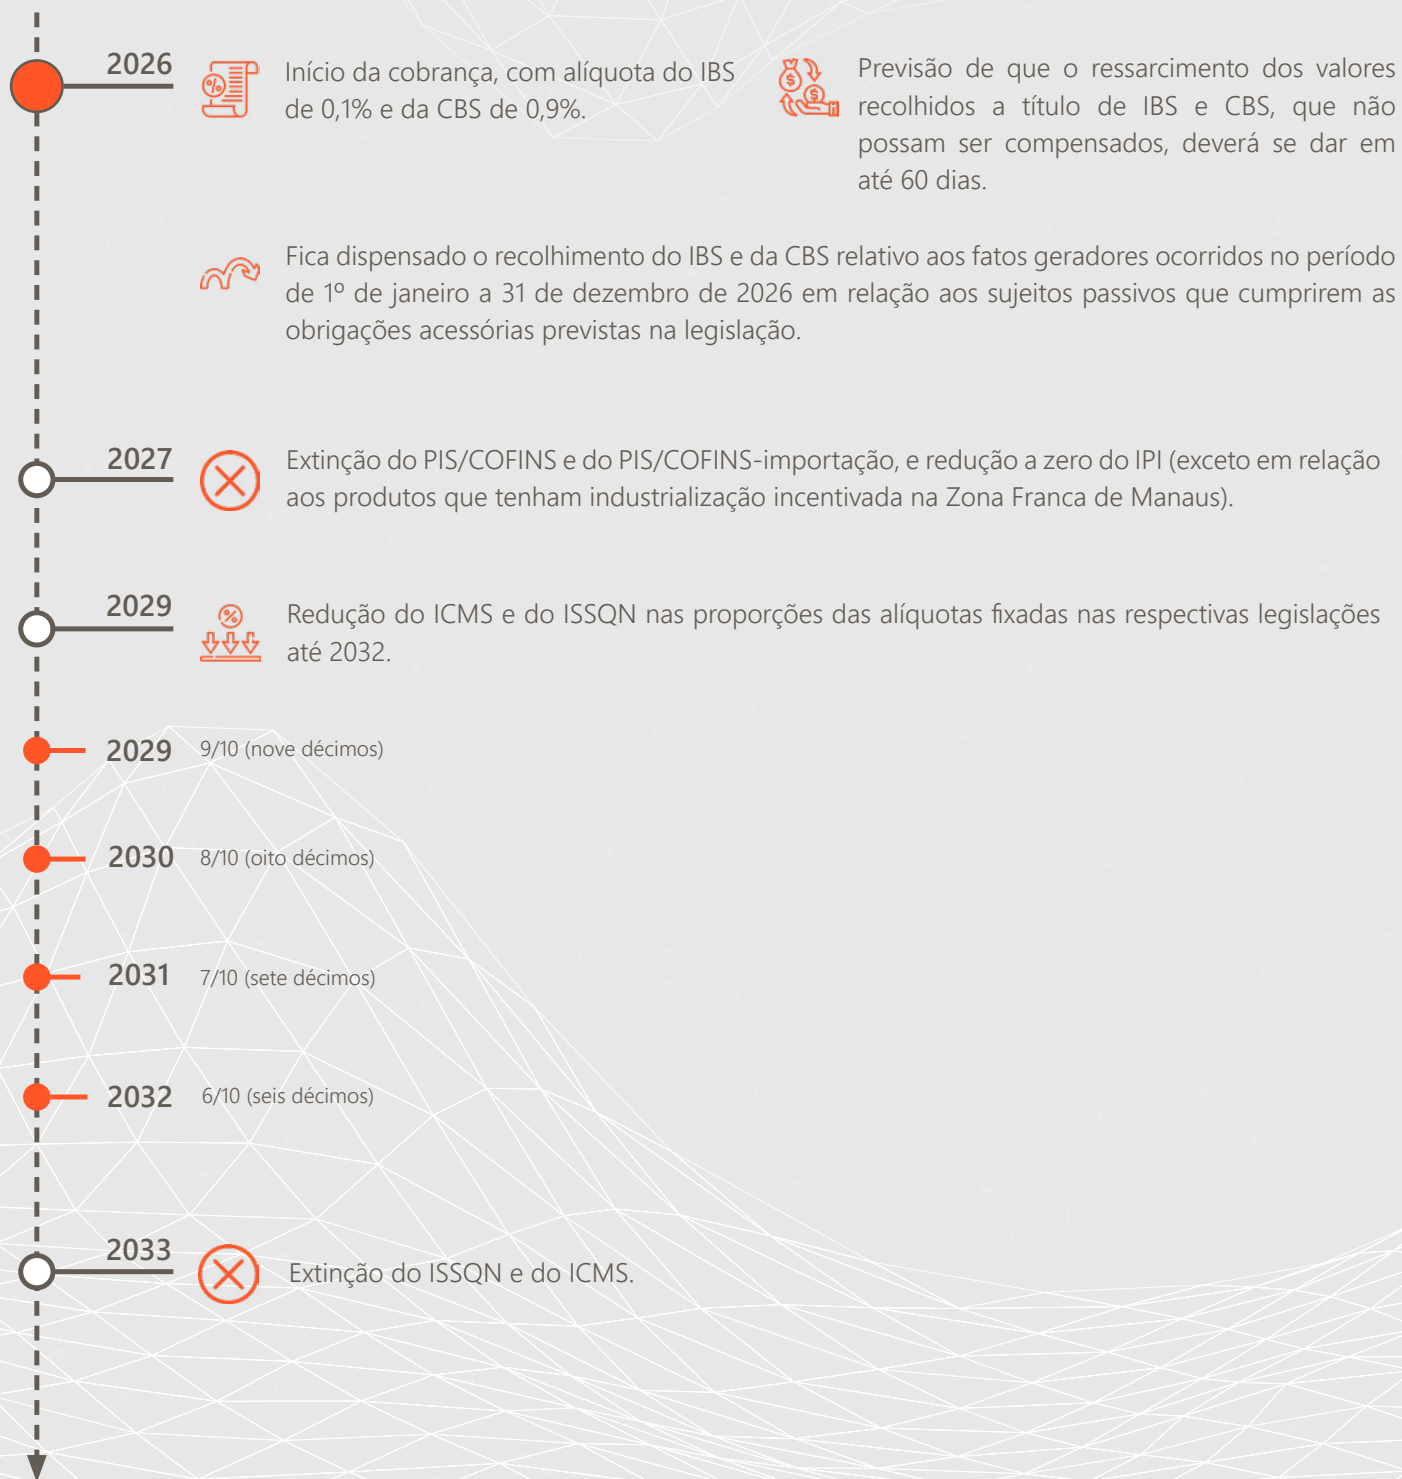 2026
Início da cobrança, com alíquota do IBS
de 0,1% e da CBS de 0,9%.
Previsão de que o ressarcimento dos valores
recolhidos a título de IBS e CBS, que não
possam ser compensados, deverá se dar em
até 60 dias.
Fica dispensado o recolhimento do IBS e da CBS relativo aos fatos geradores ocorridos no período
de 1º de janeiro a 31 de dezembro de 2026 em relação aos sujeitos passivos que cumprirem as
obrigações acessórias previstas na legislação.
2027
Extinção do PIS/COFINS e do PIS/COFINS-importação, e redução a zero do IPI (exceto em relação
aos produtos que tenham industrialização incentivada na Zona Franca de Manaus).
2029
Redução do ICMS e do ISSQN nas proporções das alíquotas fixadas nas respectivas legislações
até 2032.
2029 9/10 (nove décimos)
2030 8/10 (oito décimos)
2031 7/10 (sete décimos)
2032 6/10 (seis décimos)
2033
Extinção do ISSQN e do ICMS.